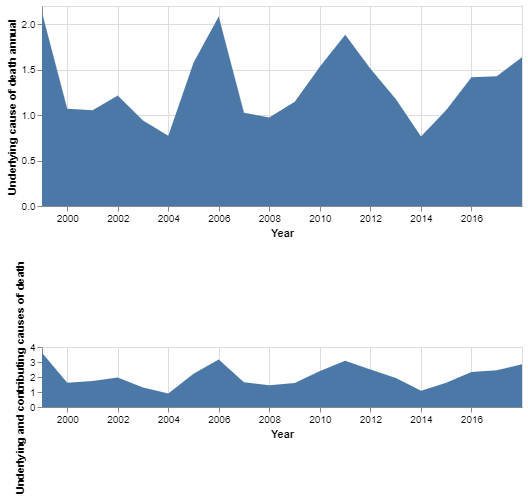 Underlying cause of death annual
2.0
1.5
1.0
0.5
0.0
2000 2002 2004 2006 2008 2010 2012 2014 2016
Year
Underlying and contributing causes of death
4
3
2
1
0
2000 2002 2004 2006 2008 2010 2012 2014 2016
Year